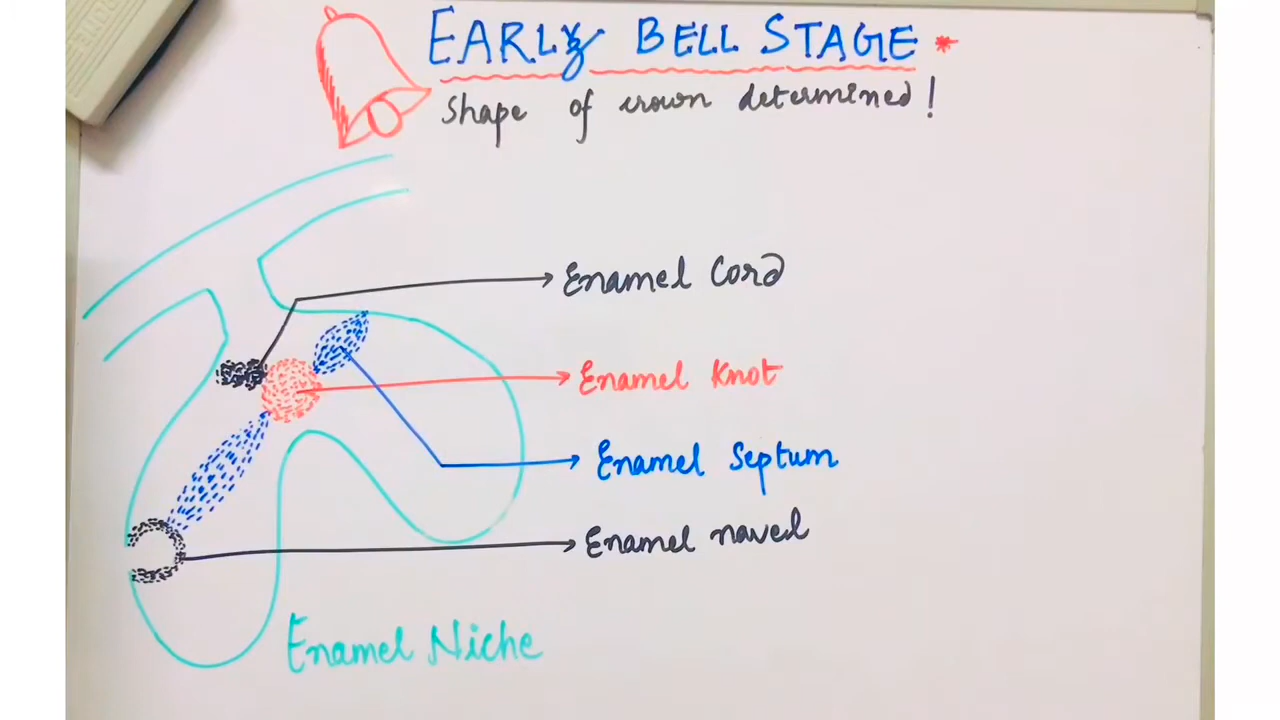 EARLY BELL STAGE *
Shape of crown determined!
Enamel Cord
Enamel Knot
Enamel Septum
Enamel navel
Enamel Niche